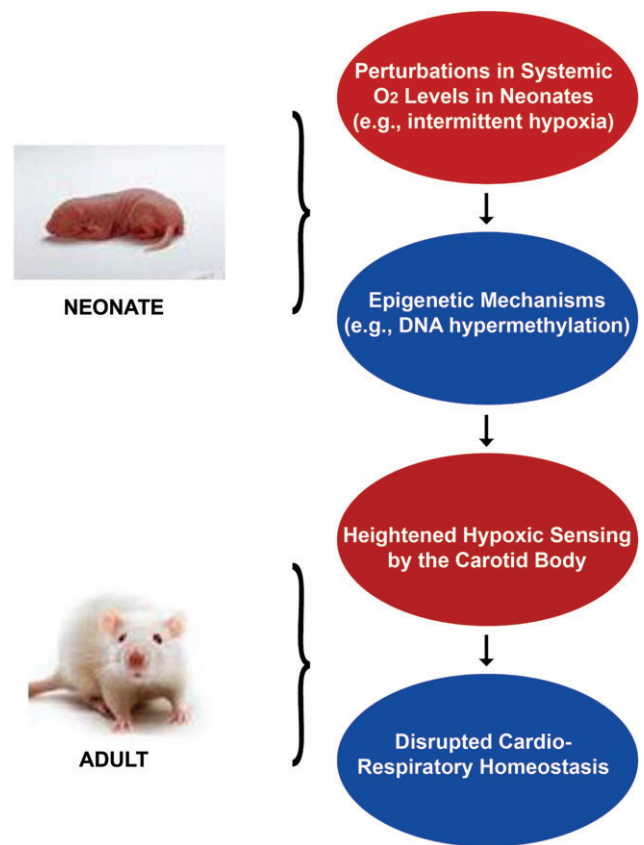 Perturbations in Systemic
O2 Levels in Neonates
(e.g., intermittent hypoxia)
NEONATE
Epigenetic Mechanisms
(e.g., DNA hypermethylation)
Heightened Hypoxic Sensing
by the Carotid Body
ADULT
Disrupted Cardio-
Respiratory Homeostasis